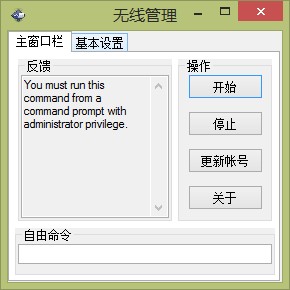 无线管理
主窗口栏 基本设置
反馈
You must run this
command from a
command prompt with
administrator privilege.
操作
开始
停止
更新帐号
关于
自由命令